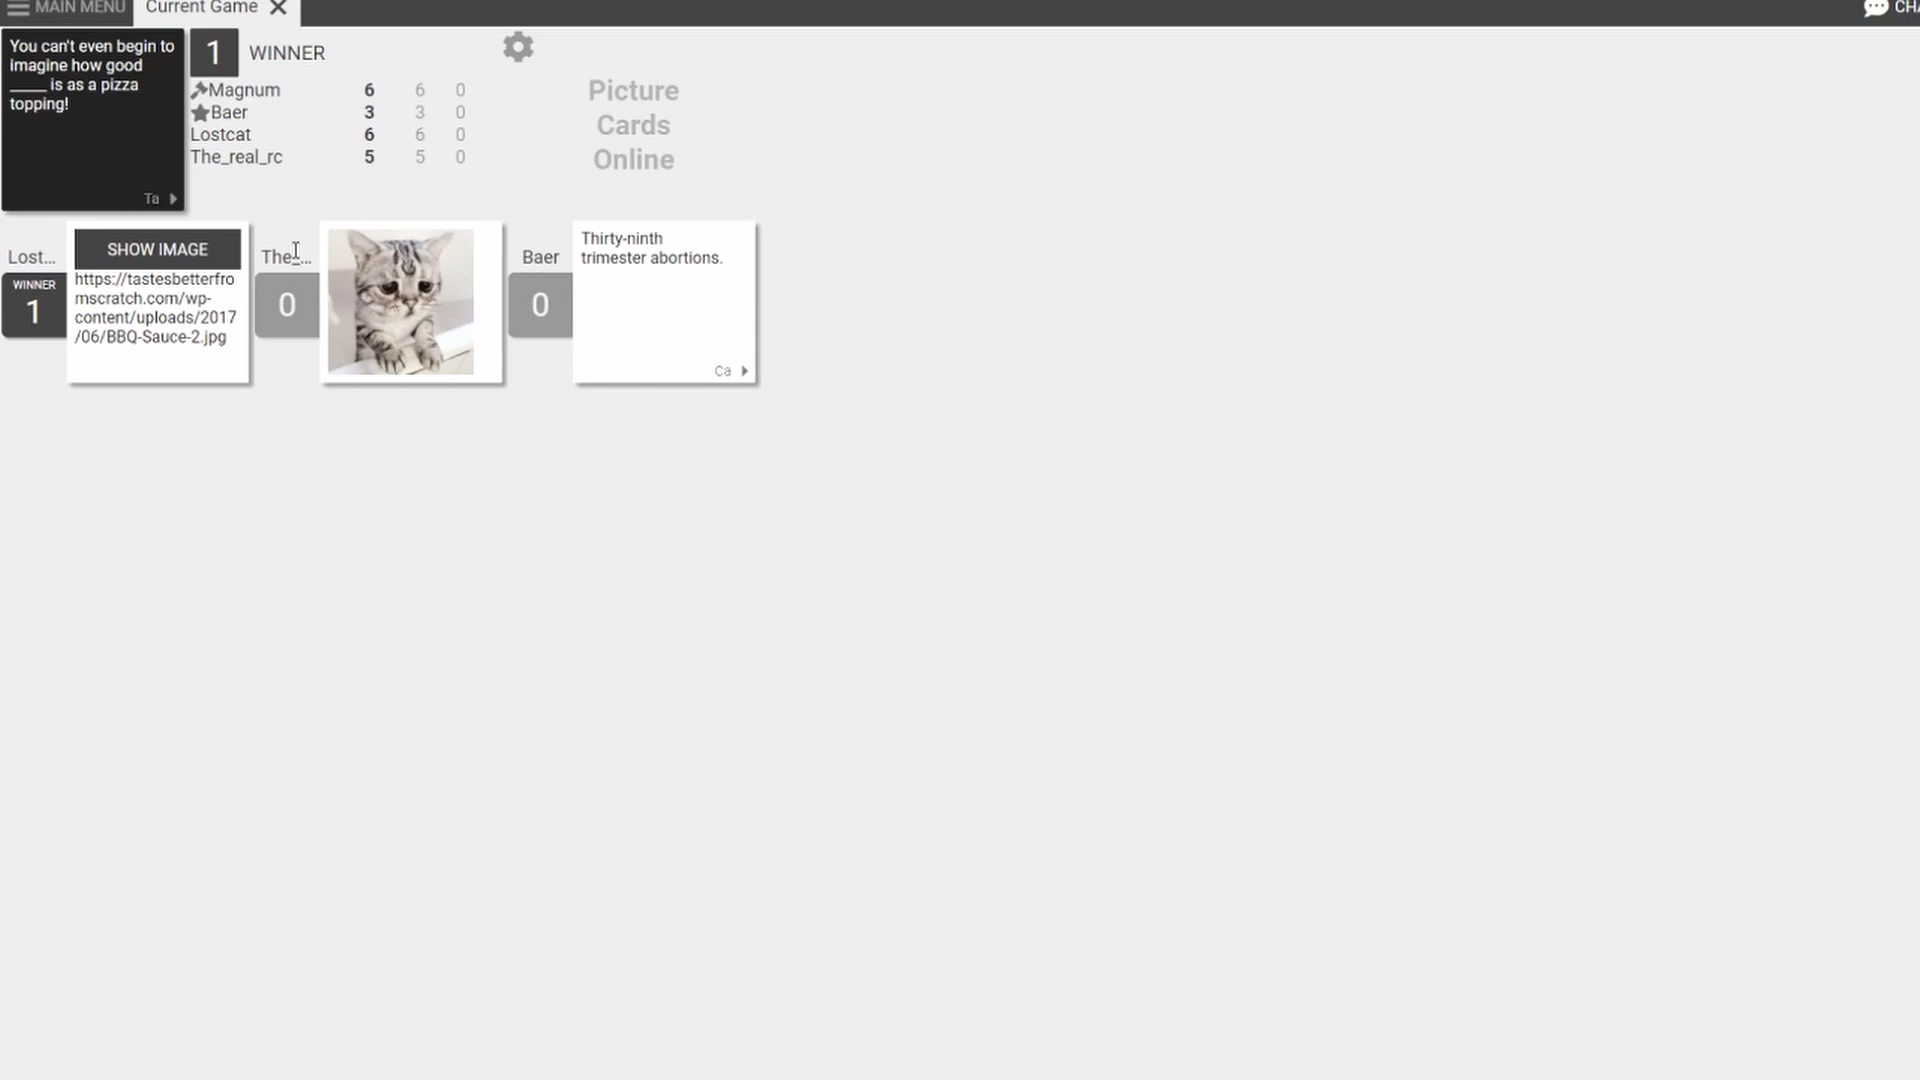 MAIN MENU
Current Game
You can't even begin to
imagine how good
____ is as a pizza
topping!
Ta
1 WINNER
Magnum 6 6 0
Baer 3 3 0
Lostcat 6 6 0
The_real_rc 5 5 0
Picture
Cards
Online
Lost...
WINNER
1
SHOW IMAGE
https://tastesbetterfro
mscratch.com/wp-
content/uploads/2017
/06/BBQ-Sauce-2.jpg
The_...
0
Baer
0
Thirty-ninth
trimester abortions.
Ca